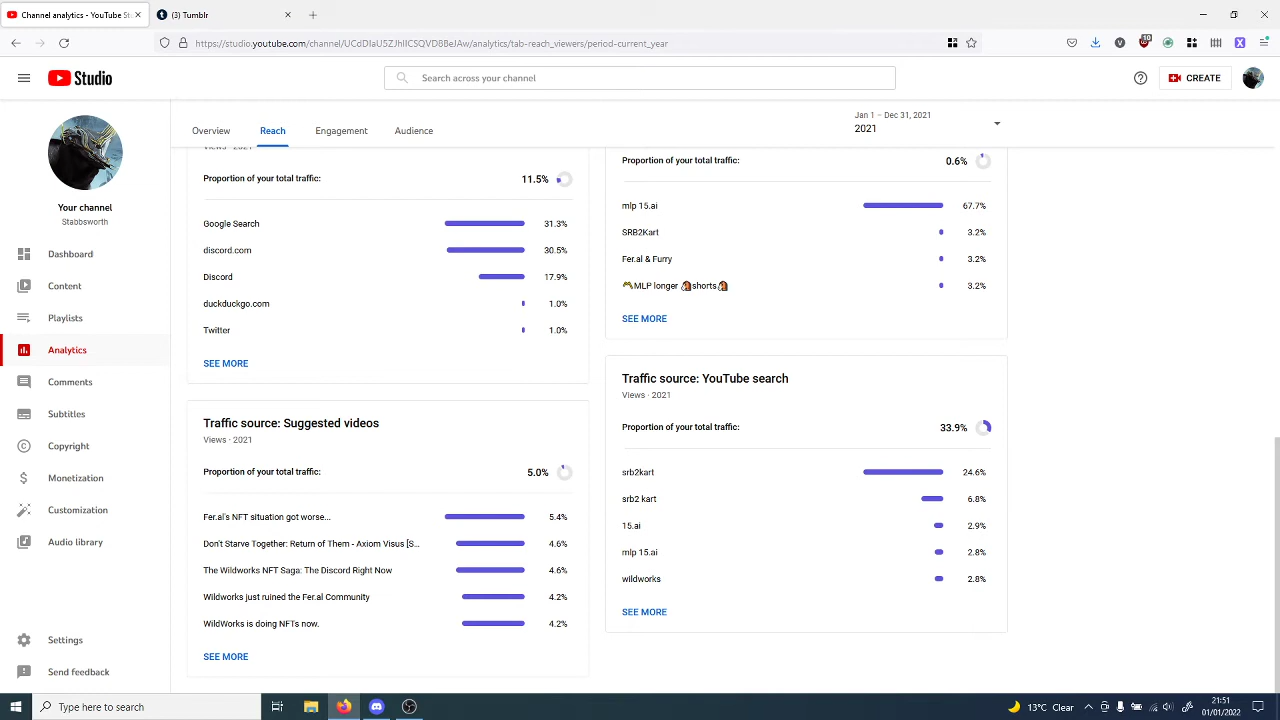 Channel analytics - YouTube St
(3) Tumblr
https://studio.youtube.com/channel/UCdDlaU5ZJhIICSQVD8BeJAw/analytics/tab-reach_viewers/period-current_year
10
Studio
Search across your channel
CREATE
Your channel
Stabbsworth
Dashboard
Content
Playlists
Analytics
Comments
Subtitles
Copyright
Monetization
Customization
Audio library
Settings
Send feedback
Overview
Reach
Engagement
Audience
Jan 1 – Dec 31, 2021
2021
Views · 2021
Proportion of your total traffic:
11.5%
Google Search
31.3%
discord.com
30.5%
Discord
17.9%
duckduckgo.com
1.0%
Twitter
1.0%
SEE MORE
Traffic source: Suggested videos
Views · 2021
Proportion of your total traffic:
5.0%
Fer.al's NFT situation got worse...
5.4%
Don't Starve Together: Return of Them - Axiom Visus [S...
4.6%
The Wildworks NFT Saga: The Discord Right Now
4.6%
Wildworks just ruined the Fer.al Community
4.2%
WildWorks is doing NFTs now.
4.2%
SEE MORE
Proportion of your total traffic:
0.6%
mlp 15.ai
67.7%
SRB2Kart
3.2%
Fer.al & Furry
3.2%
MLP longer shorts
3.2%
SEE MORE
Traffic source: YouTube search
Views · 2021
Proportion of your total traffic:
33.9%
srb2kart
24.6%
srb2 kart
6.8%
15.ai
2.9%
mlp 15.ai
2.8%
wildworks
2.8%
SEE MORE
Type here to search
13°C Clear
21:51
01/01/2022